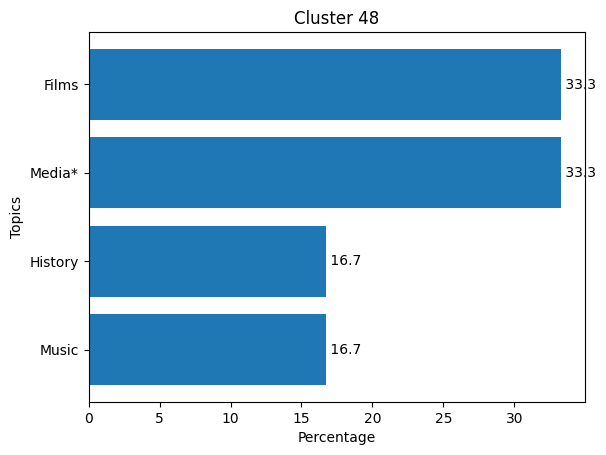 Cluster 48
Topics
Films
33.3
Media*
33.3
History
16.7
Music
16.7
0 5 10 15 20 25 30
Percentage